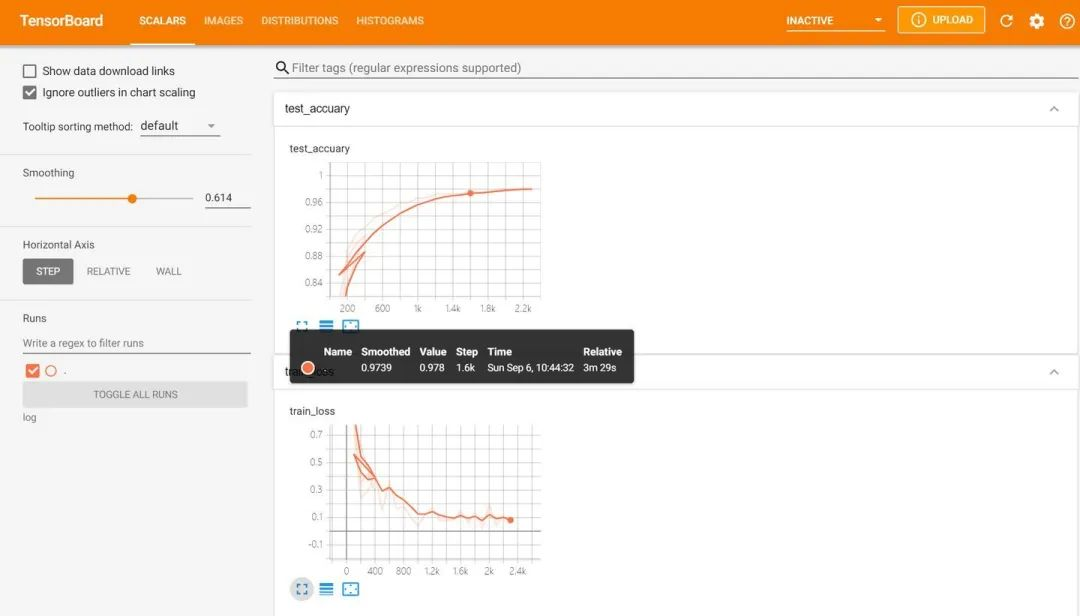 TensorBoard SCALARS IMAGES DISTRIBUTIONS HISTOGRAMS INACTIVE UPLOAD
Show data download links
Ignore outliers in chart scaling
Tooltip sorting method: default
Smoothing
0.614
Horizontal Axis
STEP RELATIVE WALL
Runs
Write a regex to filter runs
.
TOGGLE ALL RUNS
log
Filter tags (regular expressions supported)
test_accuary
test_accuary
1
0.96
0.92
0.88
0.84
200 600 1k 1.4k 1.8k 2.2k
Name Smoothed Value Step Time Relative
0.9739 0.978 1.6k Sun Sep 6, 10:44:32 3m 29s
train_loss
train_loss
0.7
0.5
0.3
0.1
-0.1
0 400 800 1.2k 1.6k 2k 2.4k